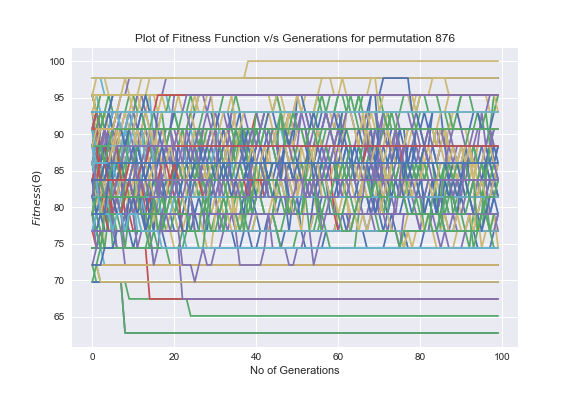 Plot of Fitness Function v/s Generations for permutation 876
100
95
90
85
80
75
70
65
Fitness(Θ)
0 20 40 60 80 100
No of Generations